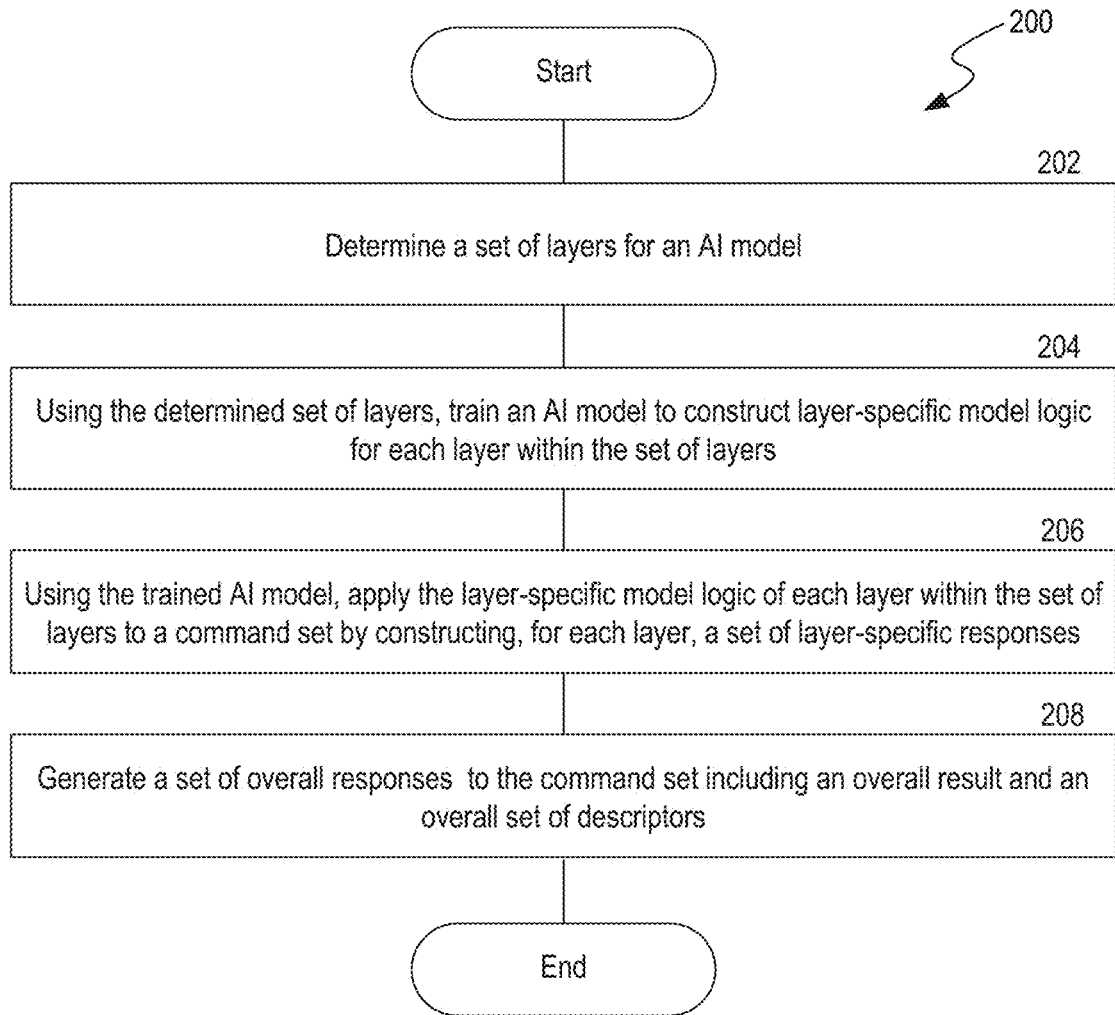 200
Start
202
Determine a set of layers for an AI model
204
Using the determined set of layers, train an AI model to construct layer-specific model logic
for each layer within the set of layers
206
Using the trained AI model, apply the layer-specific model logic of each layer within the set of
layers to a command set by constructing, for each layer, a set of layer-specific responses
208
Generate a set of overall responses to the command set including an overall result and an
overall set of descriptors
End